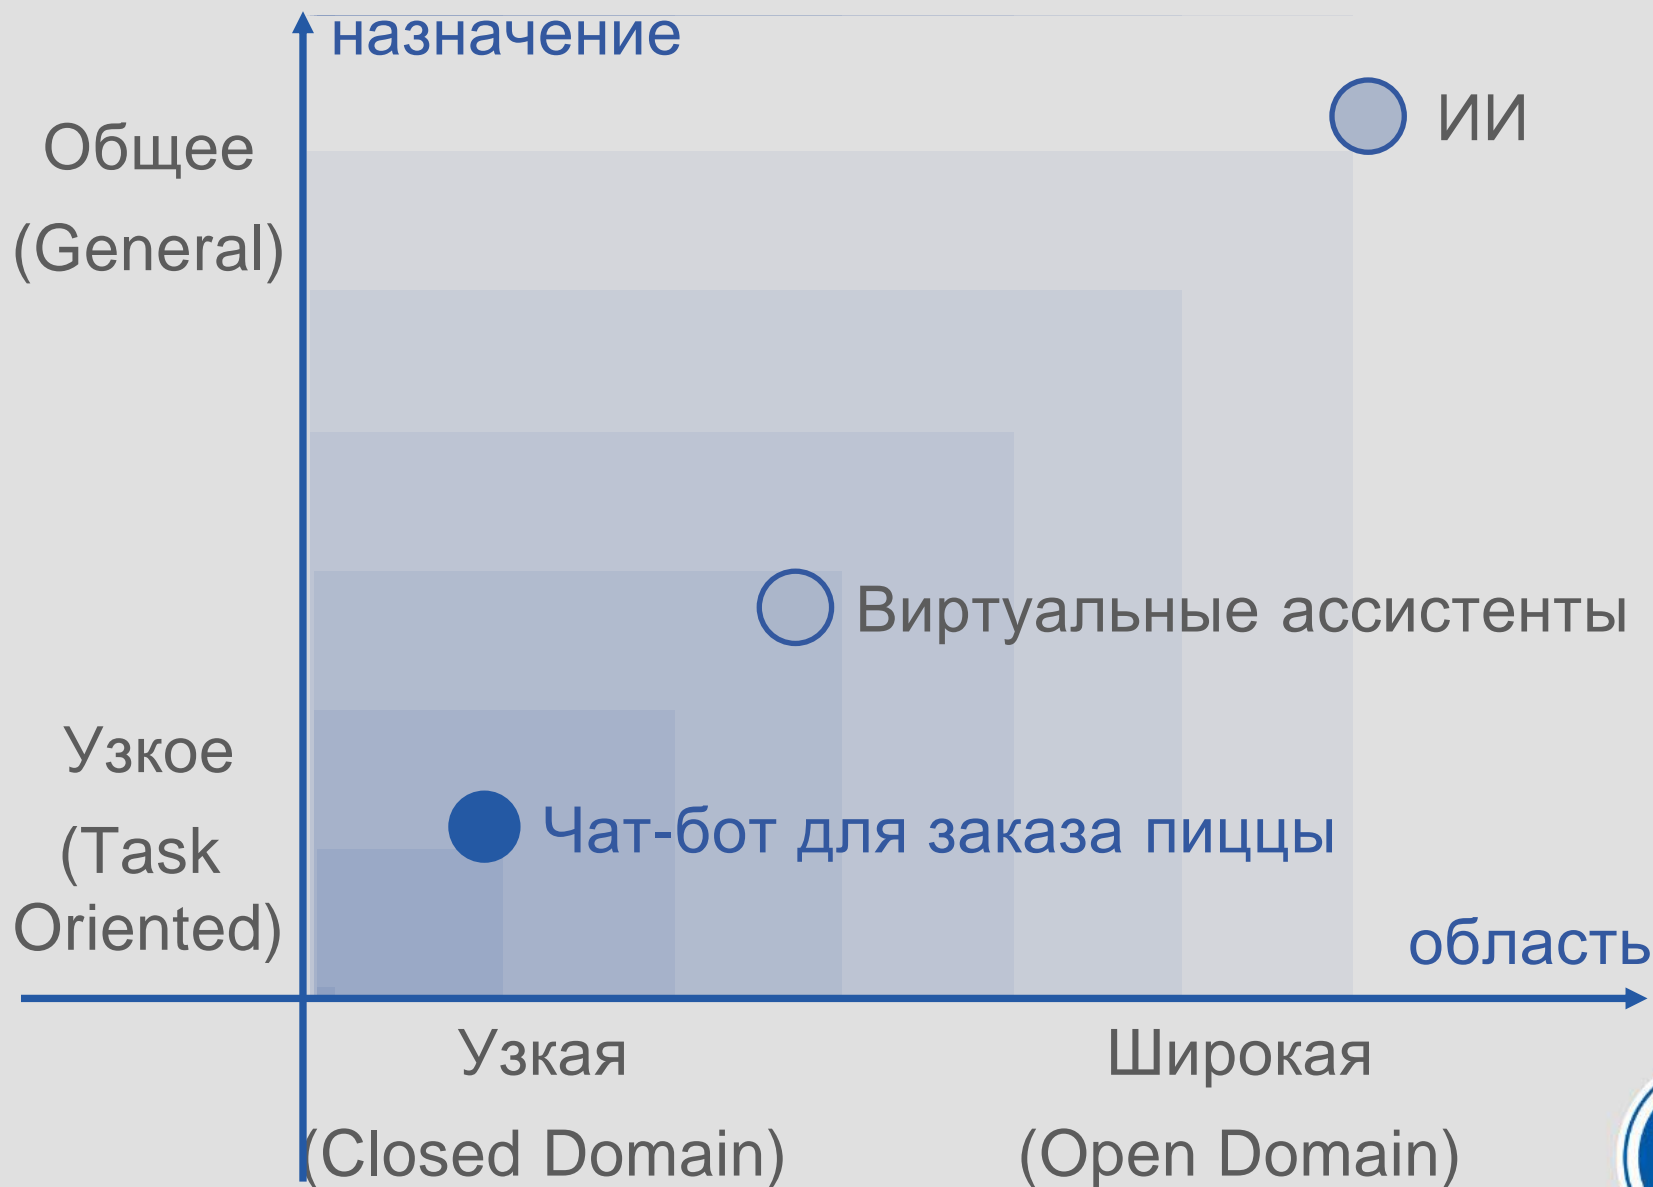 назначение
ИИ
Общее
(General)
Виртуальные ассистенты
Узкое
(Task
Oriented)
Чат-бот для заказа пиццы
область
Узкая
(Closed Domain)
Широкая
(Open Domain)